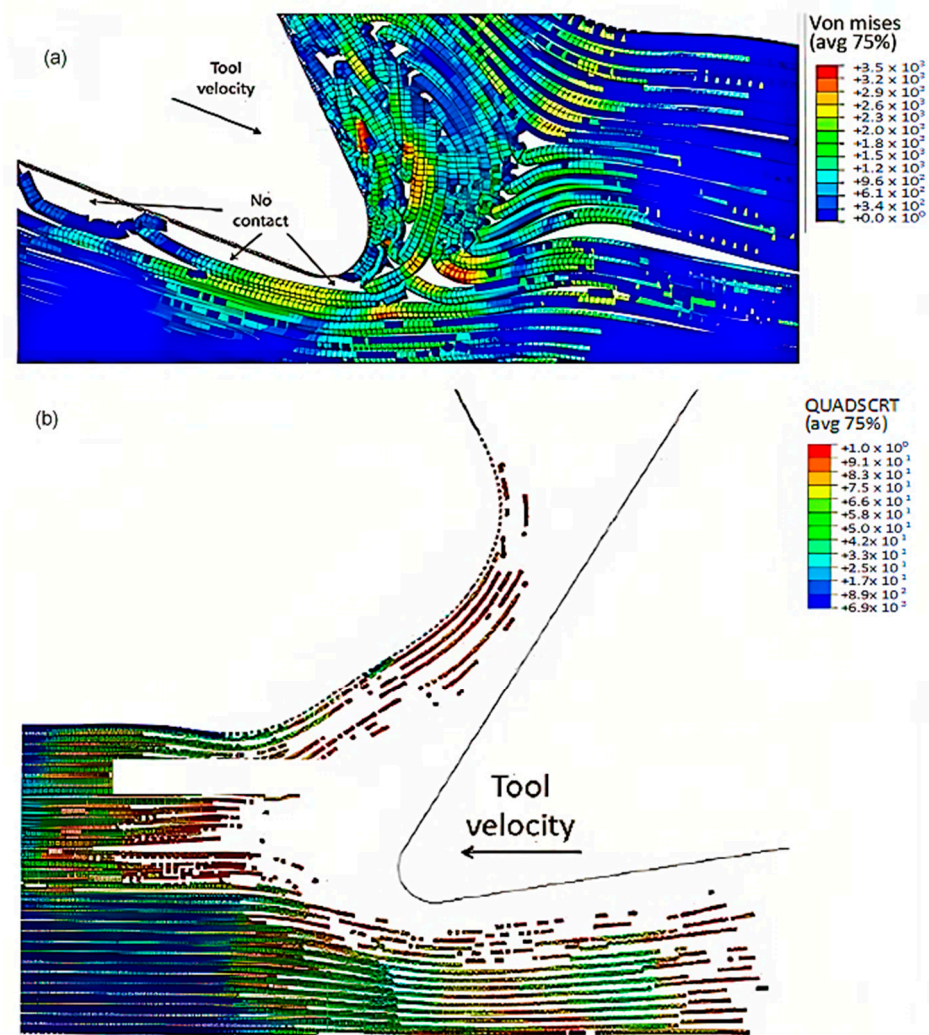 (a)
Tool
velocity
No
contact
Von mises
(avg 75%)
+3.5 x 10³
+3.2 x 10³
+2.9 x 10³
+2.6 x 10³
+2.3 x 10³
+2.0 x 10³
+1.8 x 10³
+1.5 x 10³
+1.2 x 10³
+9.6 x 10²
+6.1 x 10²
+3.4 x 10²
+0.0 x 10⁰
(b)
QUADSCRT
(avg 75%)
+1.0 x 10⁰
+9.1 x 10¹
+8.3 x 10¹
+7.5 x 10¹
+6.6 x 10¹
+5.8 x 10¹
+5.0 x 10¹
+4.2 x 10¹
+3.3 x 10¹
+2.5 x 10¹
+1.7x 10¹
+8.9x 10²
+6.9x 10³
Tool
velocity